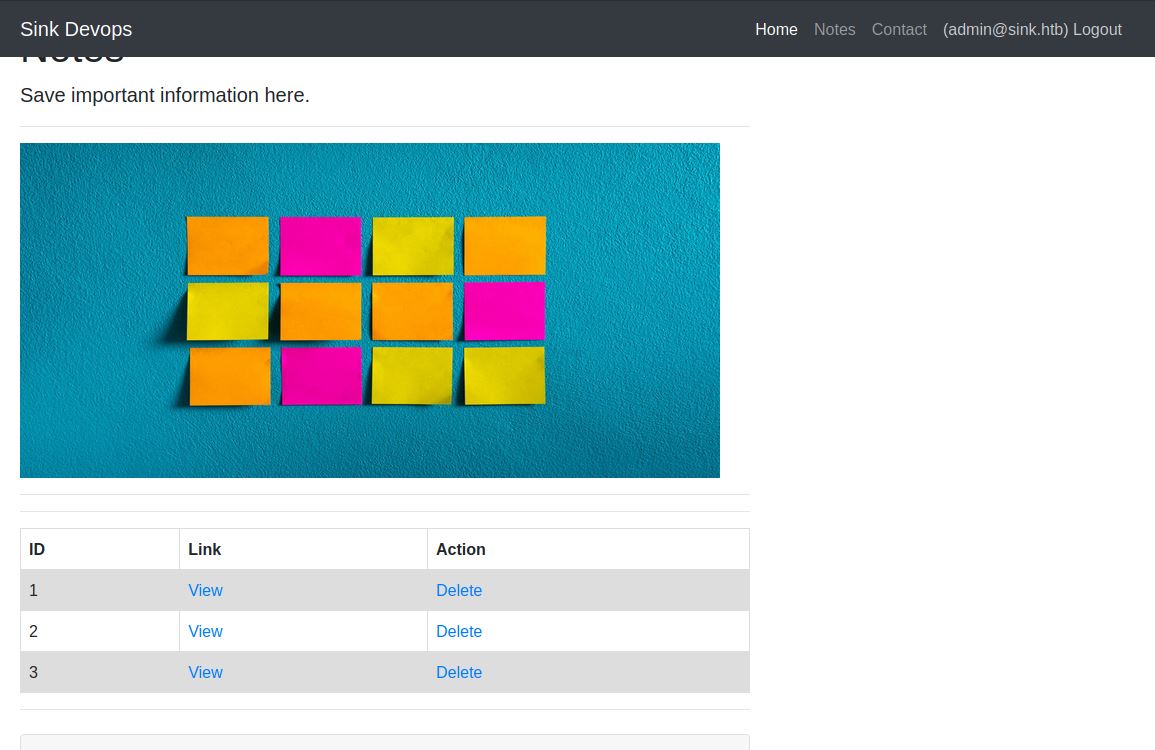 Sink Devops Home Notes Contact (admin@sink.htb) Logout
Notes
Save important information here.
ID Link Action
1 View Delete
2 View Delete
3 View Delete